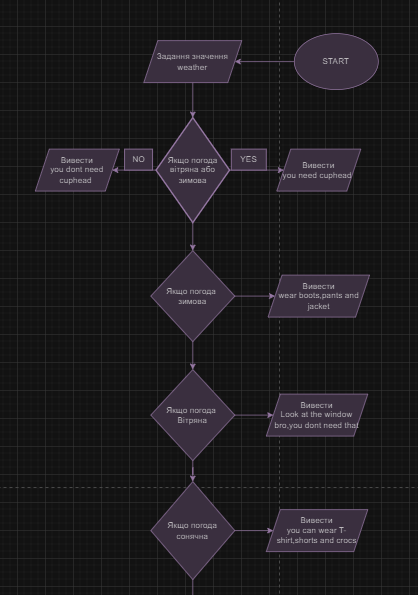 Задання значення
weather
START
Якщо погода
вітряна або
зимова
NO
YES
Вивести
you dont need
cuphead
Вивести
you need cuphead
Якщо погода
зимова
Вивести
wear boots,pants and
jacket
Якщо погода
Вітряна
Вивести
Look at the window
bro,you dont need that
Якщо погода
сонячна
Вивести
you can wear T-
shirt,shorts and crocs